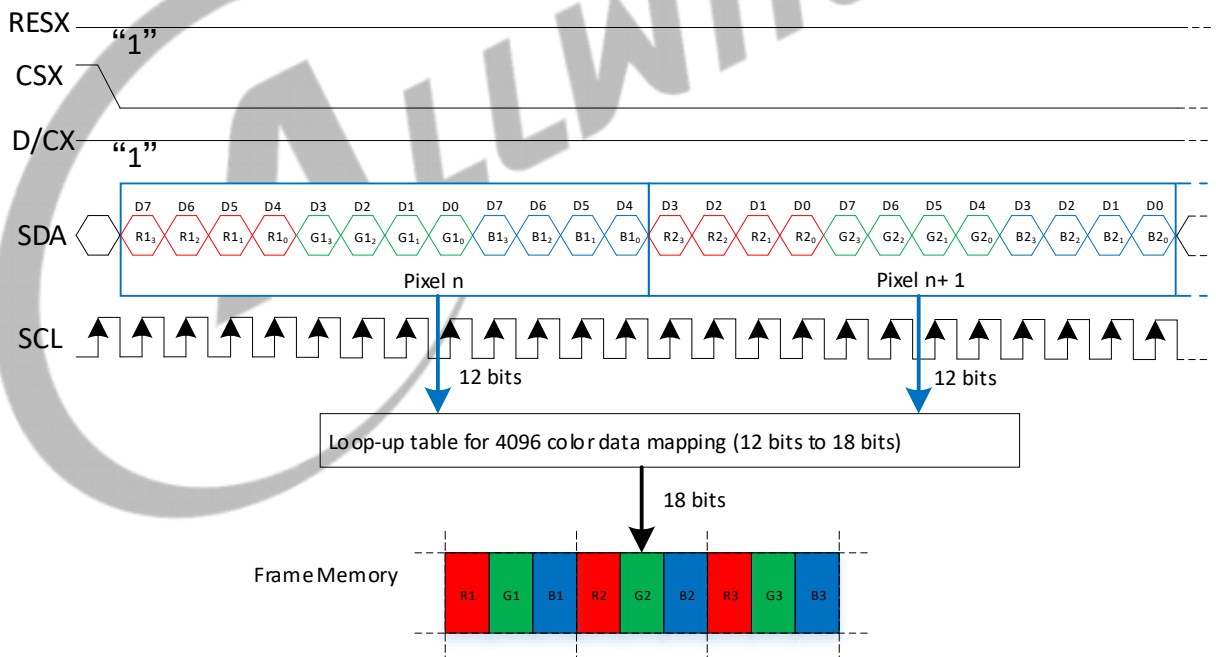 RESX
“1”
CSX
D/CX
“1”
D7 D6 D5 D4 D3 D2 D1 D0 D7 D6 D5 D4 D3 D2 D1 D0 D7 D6 D5 D4 D3 D2 D1 D0
SDA R1₃ R1₂ R1₁ R1₀ G1₃ G1₂ G1₁ G1₀ B1₃ B1₂ B1₁ B1₀ R2₃ R2₂ R2₁ R2₀ G2₃ G2₂ G2₁ G2₀ B2₃ B2₂ B2₁ B2₀
Pixel n Pixel n+ 1
SCL
12 bits 12 bits
Loop-up table for 4096 color data mapping (12 bits to 18 bits)
18 bits
Frame Memory
R1 G1 B1 R2 G2 B2 R3 G3 B3